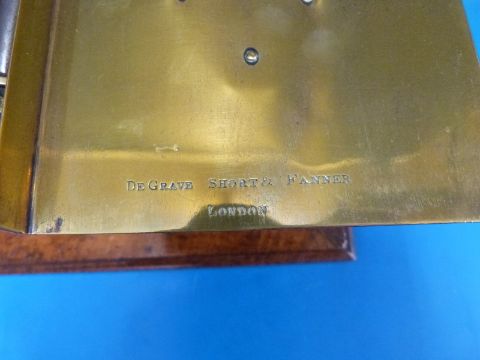 DE GRAVE SHORT & FANNER
LONDON